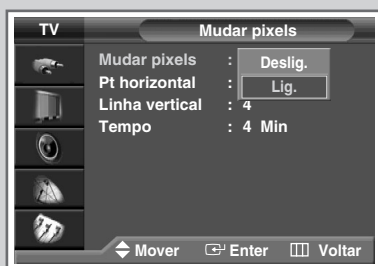 TV Mudar pixels
Mudar pixels : Deslig.
Pt horizontal : Lig.
Linha vertical : 4
Tempo : 4 Min
Mover Enter Voltar